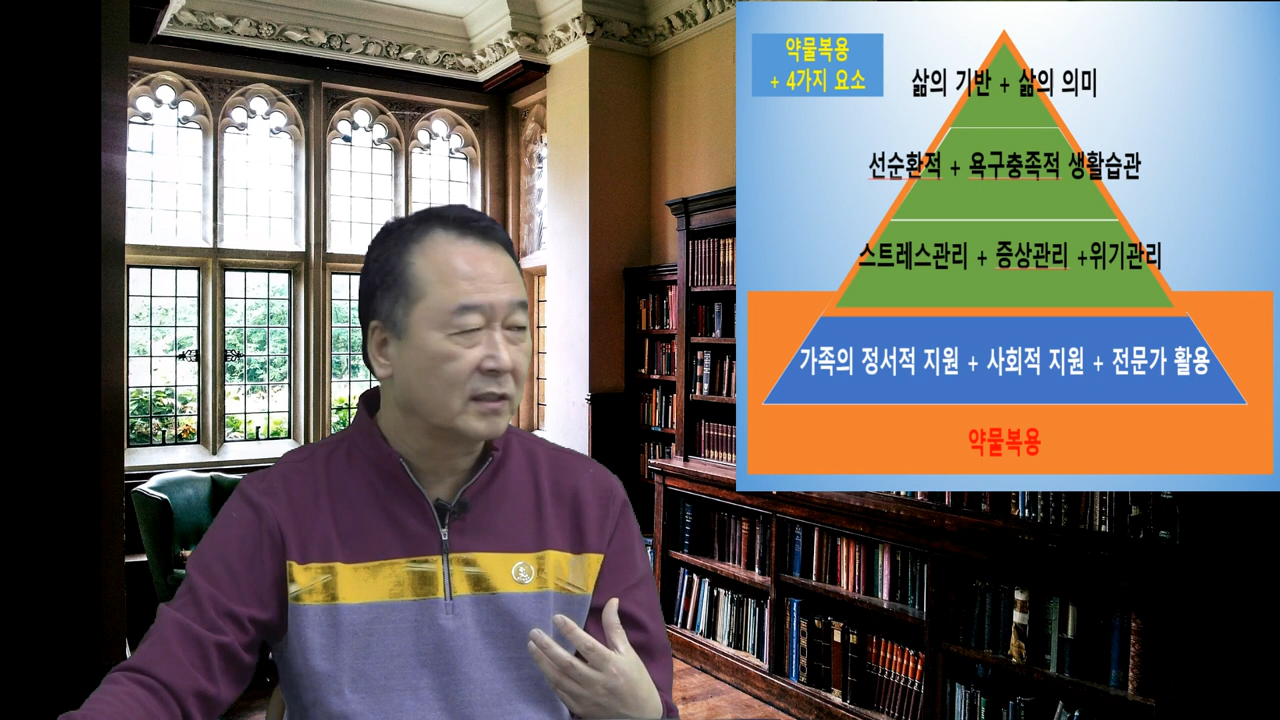 약물복용
+ 4가지 요소
삶의 기반 + 삶의 의미
선순환적 + 욕구충족적 생활습관
스트레스관리 + 증상관리 +위기관리
가족의 정서적 지원 + 사회적 지원 + 전문가 활용
약물복용